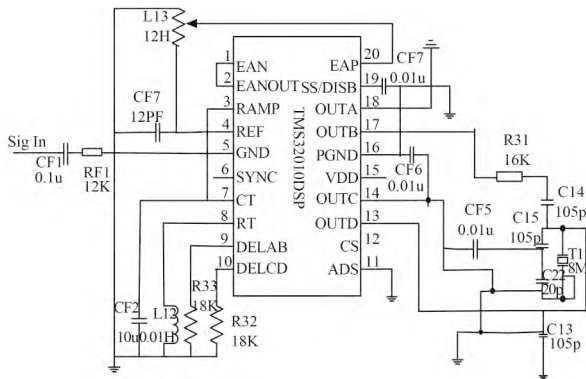 L13
12H
CF7
12PF
Sig In
CF1
0.1u
RF1
12K
CF2
10u
L12
0.01H
R33
18K
R32
18K
1
2
3
4
5
6
7
8
9
10
EAN
EANOUT
RAMP
REF
GND
SYNC
CT
RT
DELAB
DELCD
TMS32010DSP
EAP
SS/DISB
OUTA
OUTB
PGND
VDD
OUTC
OUTD
CS
ADS
20
19
18
17
16
15
14
13
12
11
CF7
0.01u
CF6
0.01u
R31
16K
C14
105p
CF5
0.01u
C15
105p
T1
8M
C22
20p
C13
105p